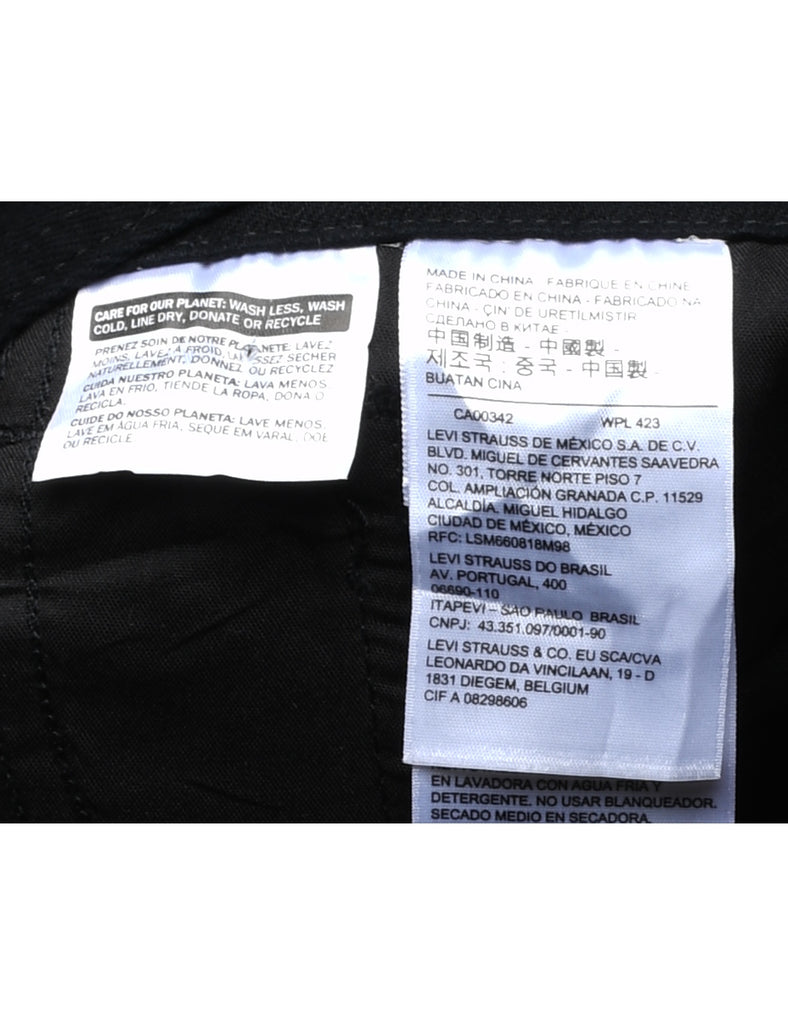 CARE FOR OUR PLANET: WASH LESS, WASH
COLD, LINE DRY, DONATE OR RECYCLE
PRENEZ SOIN DE NOTRE PLANETE: LAVEZ
MOINS, LAVEZ À FROID, LAISSEZ SECHER
NATURELLEMENT, DONNEZ OU RECYCLEZ
CUIDA NUESTRO PLANETA: LAVA MENOS,
LAVA EN FRIO, TIENDE LA ROPA, DONA O
RECICLA.
CUIDE DO NOSSO PLANETA: LAVE MENOS,
LAVE EM ÁGUA FRIA, SEQUE EM VARAL, DOE
OU RECICLE.
MADE IN CHINA - FABRIQUÉ EN CHINE
FABRICADO EN CHINA - FABRICADO NA
CHINA - ÇIN' DE ÜRETILMIŞTIR
СДЕЛАНО В КИТАЕ -
中国制造 - 中國製 -
제조국 : 중국 - 中国製 -
BUATAN CINA
CA00342 WPL 423
LEVI STRAUSS DE MÉXICO S.A. DE C.V.
BLVD. MIGUEL DE CERVANTES SAAVEDRA
NO. 301, TORRE NORTE PISO 7
COL. AMPLIACIÓN GRANADA C.P. 11529
ALCALDÍA. MIGUEL HIDALGO
CIUDAD DE MÉXICO, MÉXICO
RFC: LSM660818M98
LEVI STRAUSS DO BRASIL
AV. PORTUGAL, 400
06690-110
ITAPEVI – SÃO PAULO BRASIL
CNPJ: 43.351.097/0001-90
LEVI STRAUSS & CO. EU SCA/CVA
LEONARDO DA VINCILAAN, 19 - D
1831 DIEGEM, BELGIUM
CIF A 08298606
EN LAVADORA CON AGUA FRIA Y
DETERGENTE. NO USAR BLANQUEADOR.
SECADO MEDIO EN SECADORA.